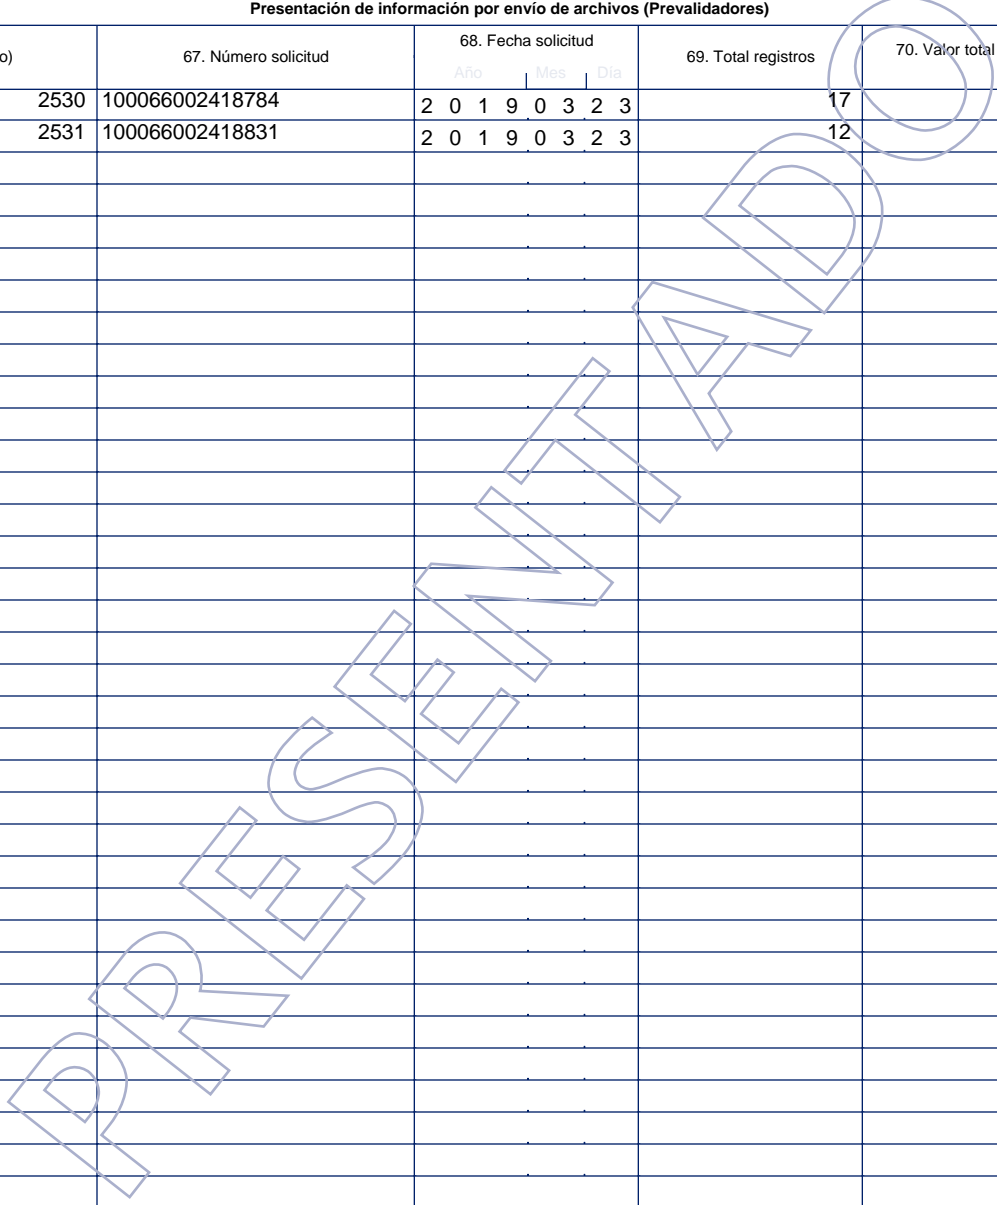 Presentación de información por envío de archivos (Prevalidadores)
o) 67. Número solicitud 68. Fecha solicitud 69. Total registros 70. Valor total
Año Mes Día
2530 100066002418784 2 0 1 9 0 3 2 3 17
2531 100066002418831 2 0 1 9 0 3 2 3 12
PRESENTADO